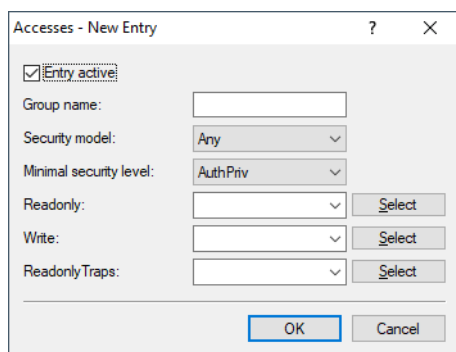 Accesses - New Entry ?
Entry active
Group name:
Security model: Any
Minimal security level: AuthPriv
Readonly: Select
Write: Select
ReadonlyTraps: Select
OK Cancel